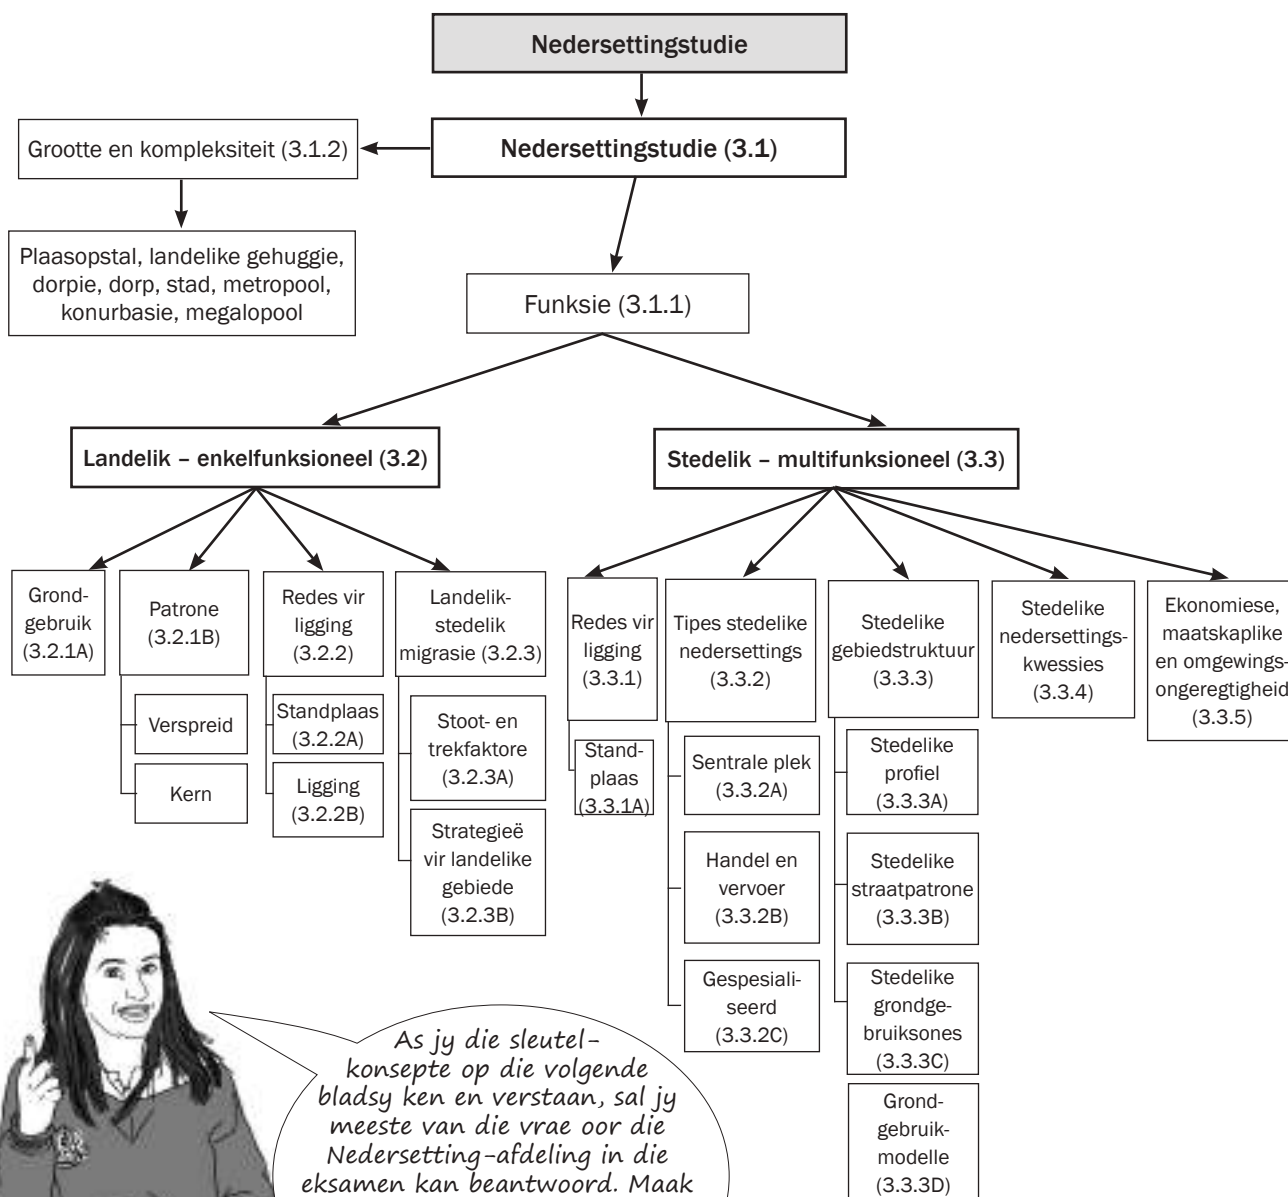 Nedersettingstudie
Nedersettingstudie (3.1)
Grootte en kompleksiteit (3.1.2)
Plaasopstal, landelike gehuggie,
dorpie, dorp, stad, metropool,
konurbasie, megalopool
Funksie (3.1.1)
Landelik – enkelfunksioneel (3.2)
Stedelik – multifunksioneel (3.3)
Grond-
gebruik
(3.2.1A)
Patrone
(3.2.1B)
Verspreid
Kern
Redes vir
ligging
(3.2.2)
Standplaas
(3.2.2A)
Ligging
(3.2.2B)
Landelik-
stedelik
migrasie (3.2.3)
Stoot- en
trekfaktore
(3.2.3A)
Strategieë
vir landelike
gebiede
(3.2.3B)
Redes vir
ligging
(3.3.1)
Stand-
plaas
(3.3.1A)
Tipes stedelike
nedersettings
(3.3.2)
Sentrale plek
(3.3.2A)
Handel en
vervoer
(3.3.2B)
Gespesiali-
seerd
(3.3.2C)
Stedelike
gebiedstruktuur
(3.3.3)
Stedelike
profiel
(3.3.3A)
Stedelike
straatpatrone
(3.3.3B)
Stedelike
grondge-
bruiksones
(3.3.3C)
Grond-
gebruik-
modelle
(3.3.3D)
Stedelike
nedersettings-
kwessies
(3.3.4)
Ekonomiese,
maatskaplike
en omgewings-
ongeregtigheid
(3.3.5)
As jy die sleutel-
konsepte op die volgende
bladsy ken en verstaan, sal jy
meeste van die vrae oor die
Nedersetting-afdeling in die
eksamen kan beantwoord. Maak